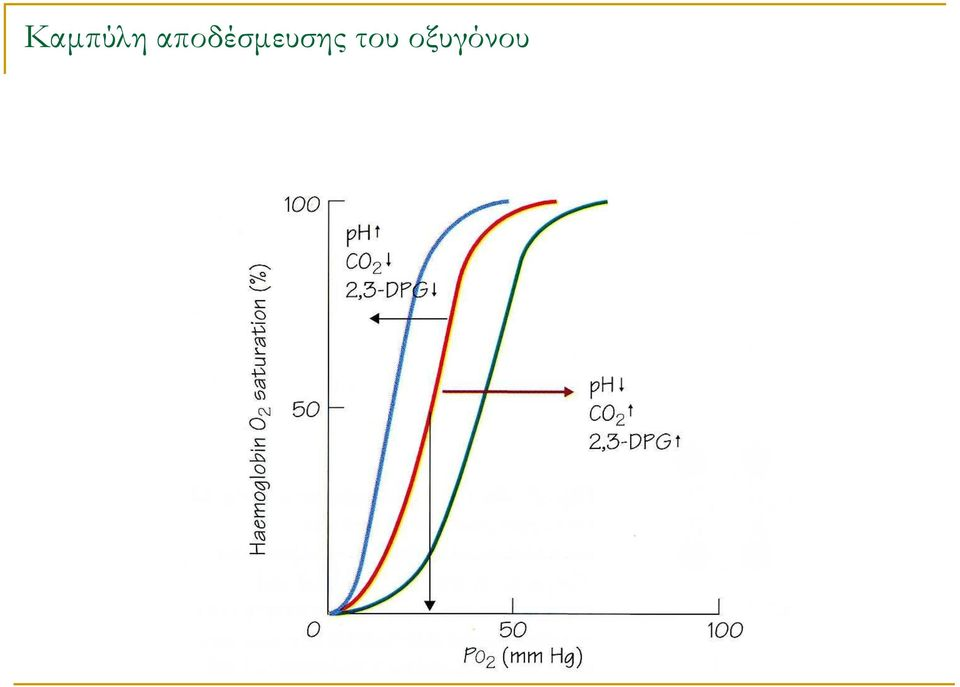 Καμπύλη αποδέσμευσης του οξυγόνου
100
pH↑
CO₂↓
2,3-DPG↓
Haemoglobin O₂ saturation (%)
50
pH↓
CO₂↑
2,3-DPG↑
0 50 100
Po₂ (mm Hg)